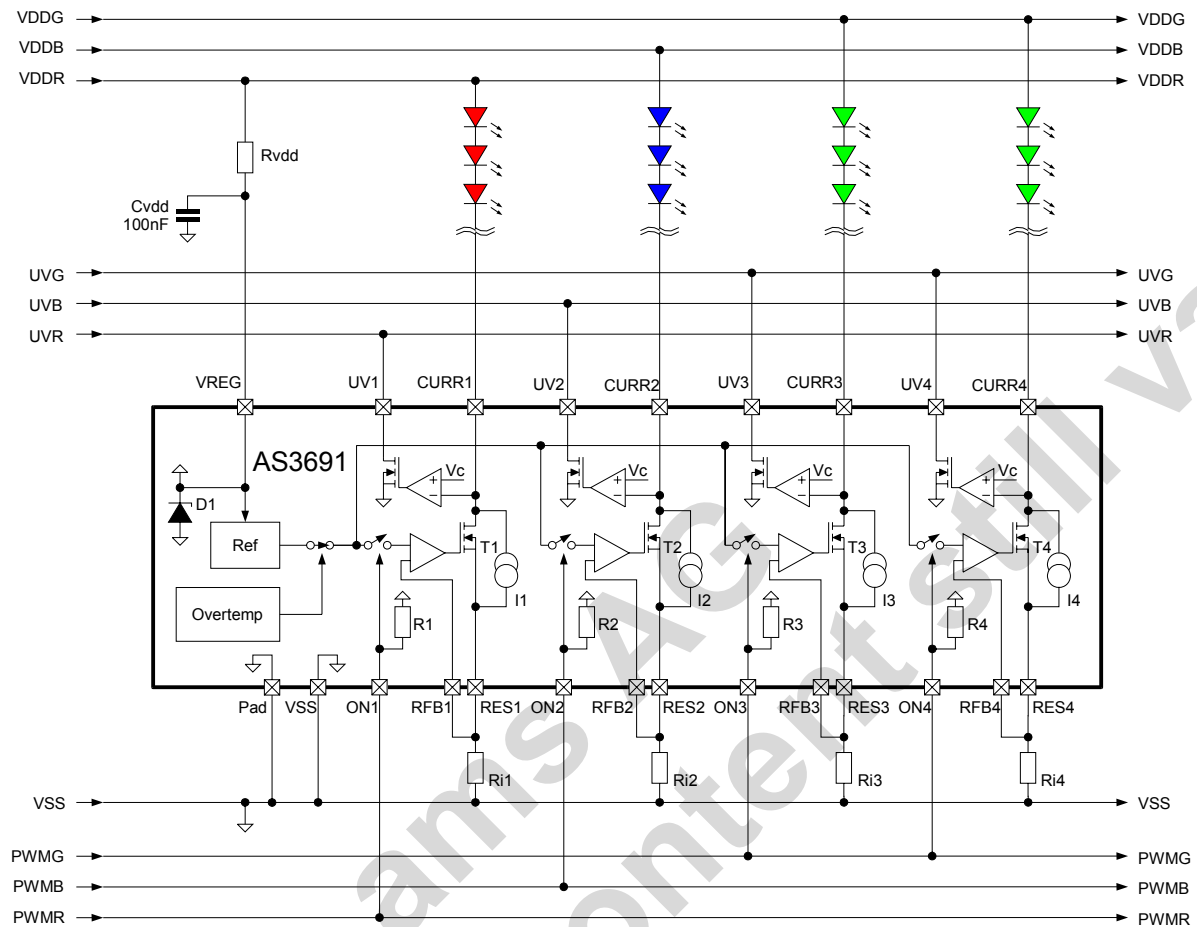 VDDG VDDG
VDDB VDDB
VDDR VDDR
Rvdd
Cvdd
100nF
UVG UVG
UVB UVB
UVR UVR
VREG UV1 CURR1 UV2 CURR2 UV3 CURR3 UV4 CURR4
AS3691
Vc Vc Vc Vc
+ + + +
- - - -
D1
Ref T1 T2 T3 T4
I1 I2 I3 I4
Overtemp R1 R2 R3 R4
Pad VSS ON1 RFB1 RES1 ON2 RFB2 RES2 ON3 RFB3 RES3 ON4 RFB4 RES4
Ri1 Ri2 Ri3 Ri4
VSS VSS
PWMG PWMG
PWMB PWMB
PWMR PWMR
ams AG
ontent still va